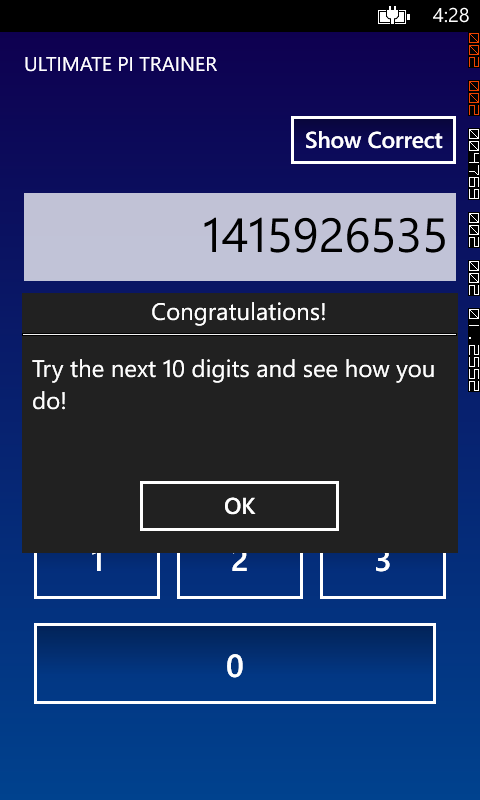 4:28
ULTIMATE PI TRAINER
Show Correct
1415926535
Congratulations!
Try the next 10 digits and see how you
do!
OK
1 2 3
0
002 002 004769 002 002 01.2552